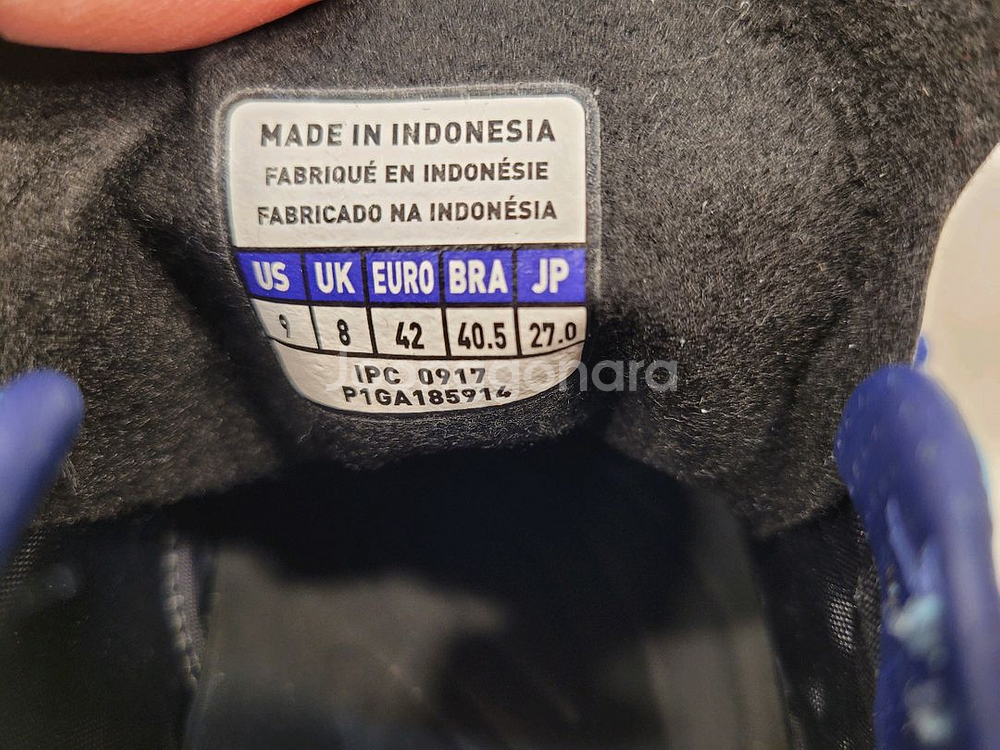 MADE IN INDONESIA
FABRIQUÉ EN INDONÉSIE
FABRICADO NA INDONÉSIA
US UK EURO BRA JP
9 8 42 40.5 27.0
IPC 0917
P1GA185914